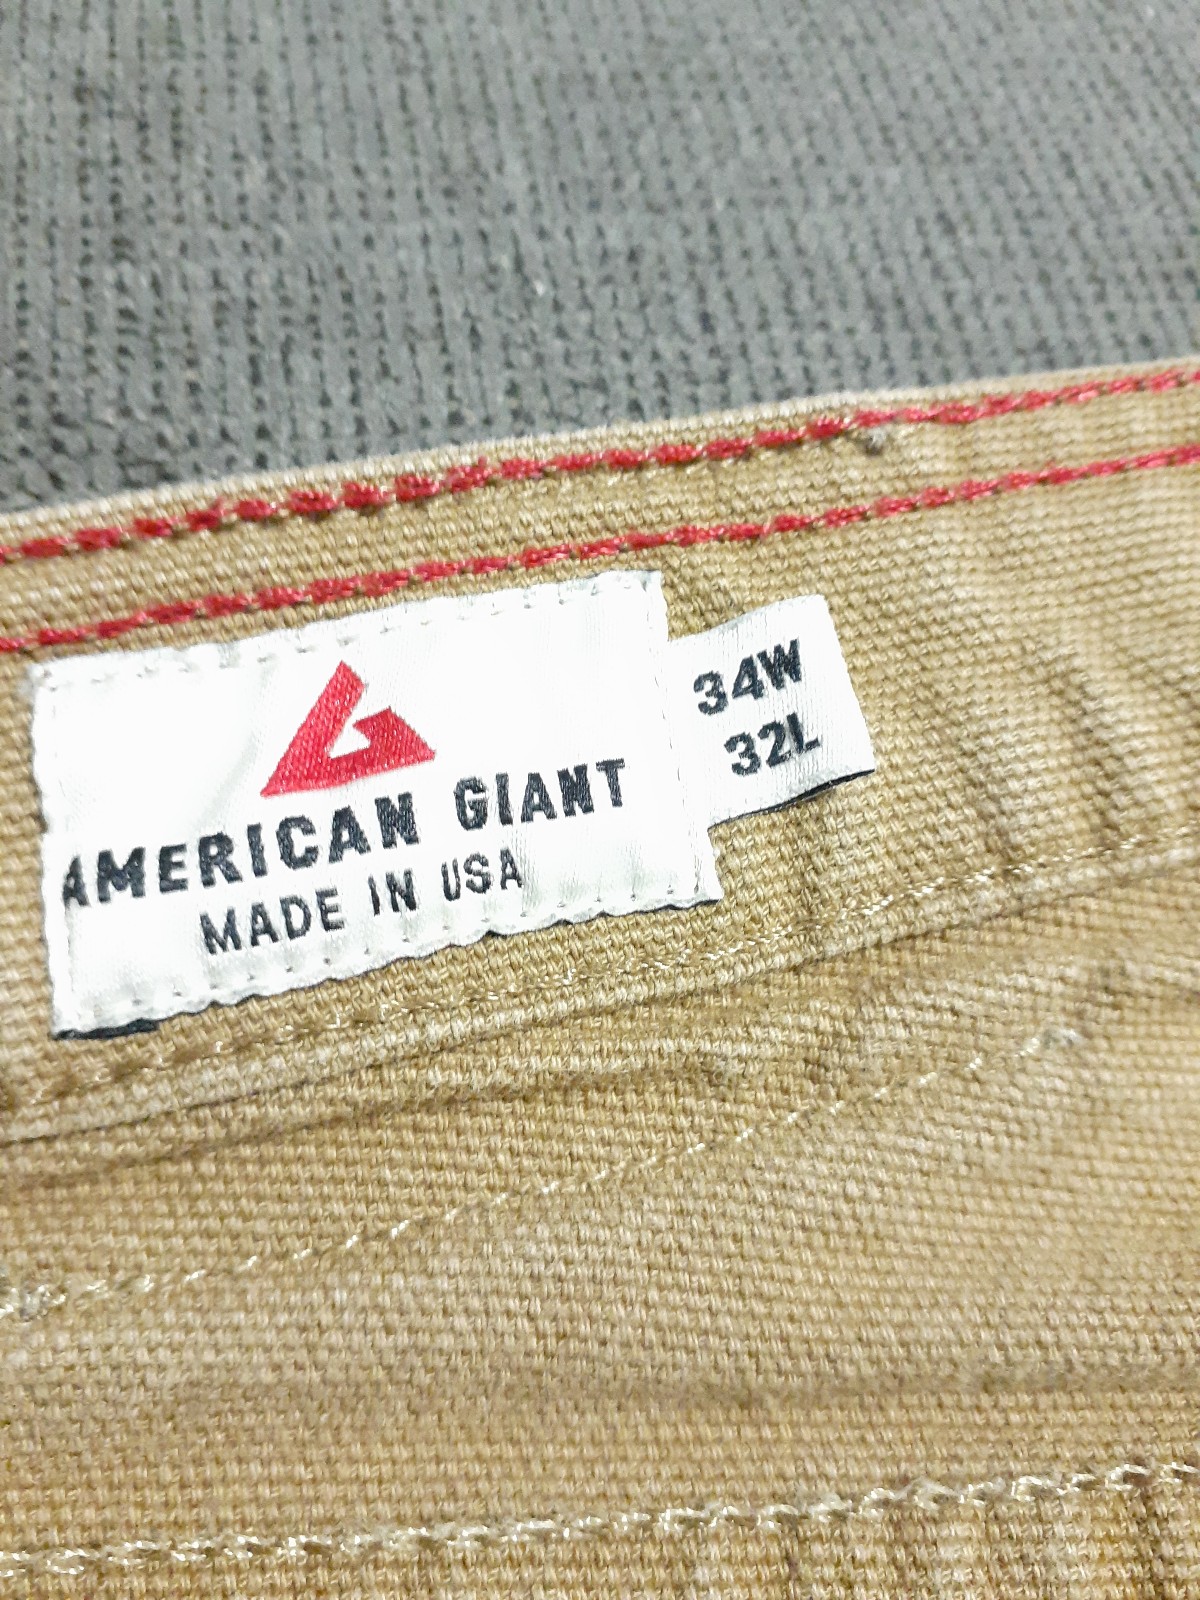 AMERICAN GIANT
MADE IN USA
34W
32L